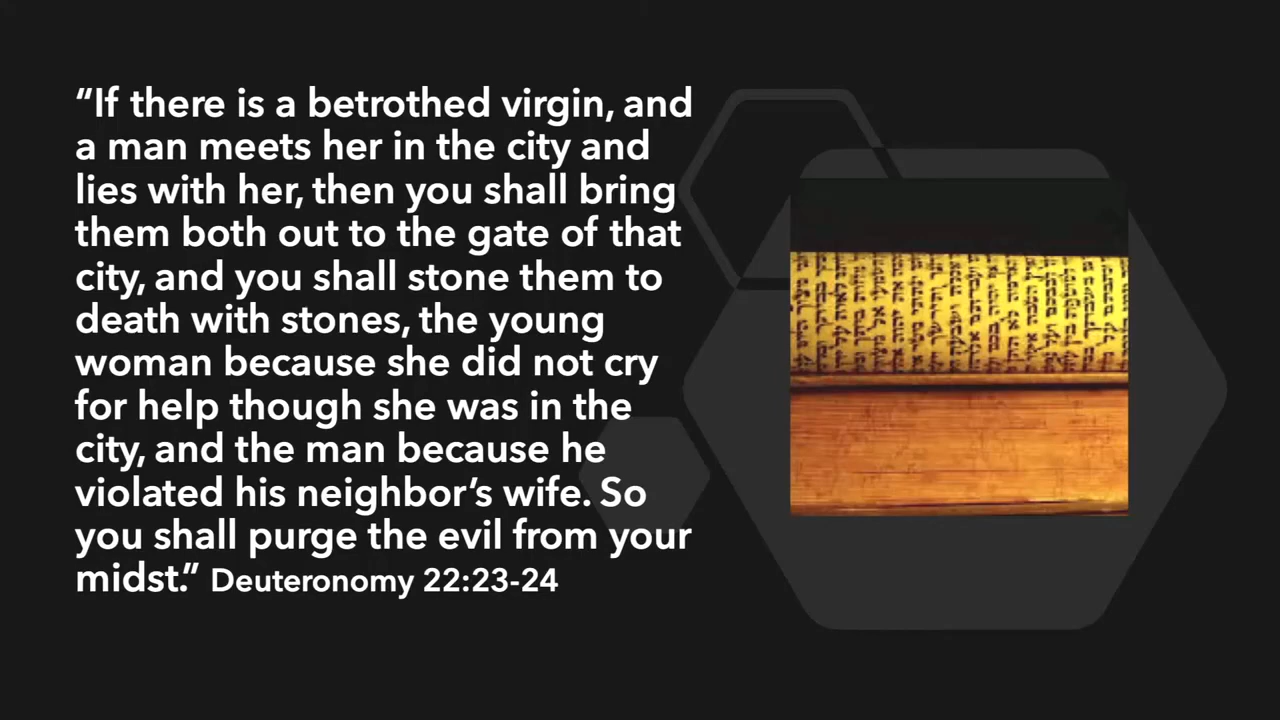 “If there is a betrothed virgin, and
a man meets her in the city and
lies with her, then you shall bring
them both out to the gate of that
city, and you shall stone them to
death with stones, the young
woman because she did not cry
for help though she was in the
city, and the man because he
violated his neighbor’s wife. So
you shall purge the evil from your
midst.” Deuteronomy 22:23-24